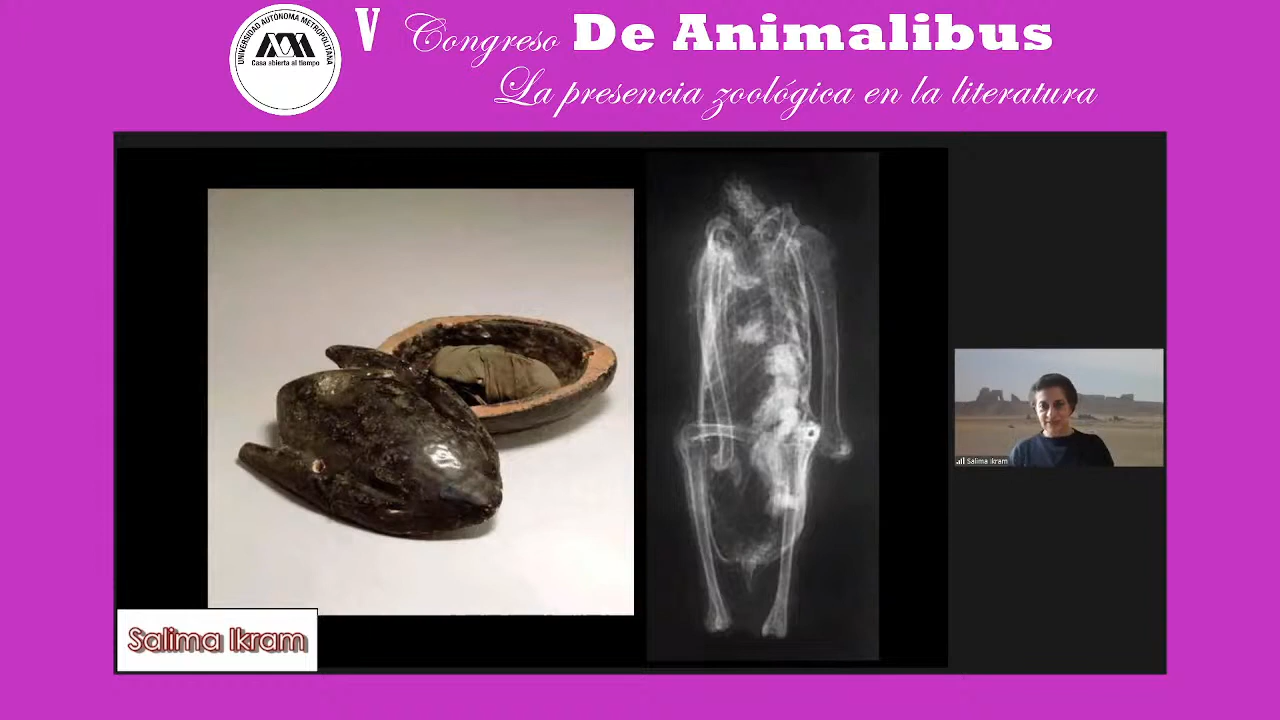 UNIVERSIDAD AUTÓNOMA METROPOLITANA
Casa abierta al tiempo
V Congreso De Animalibus
La presencia zoológica en la literatura
Salima Ikram
Salima Ikram